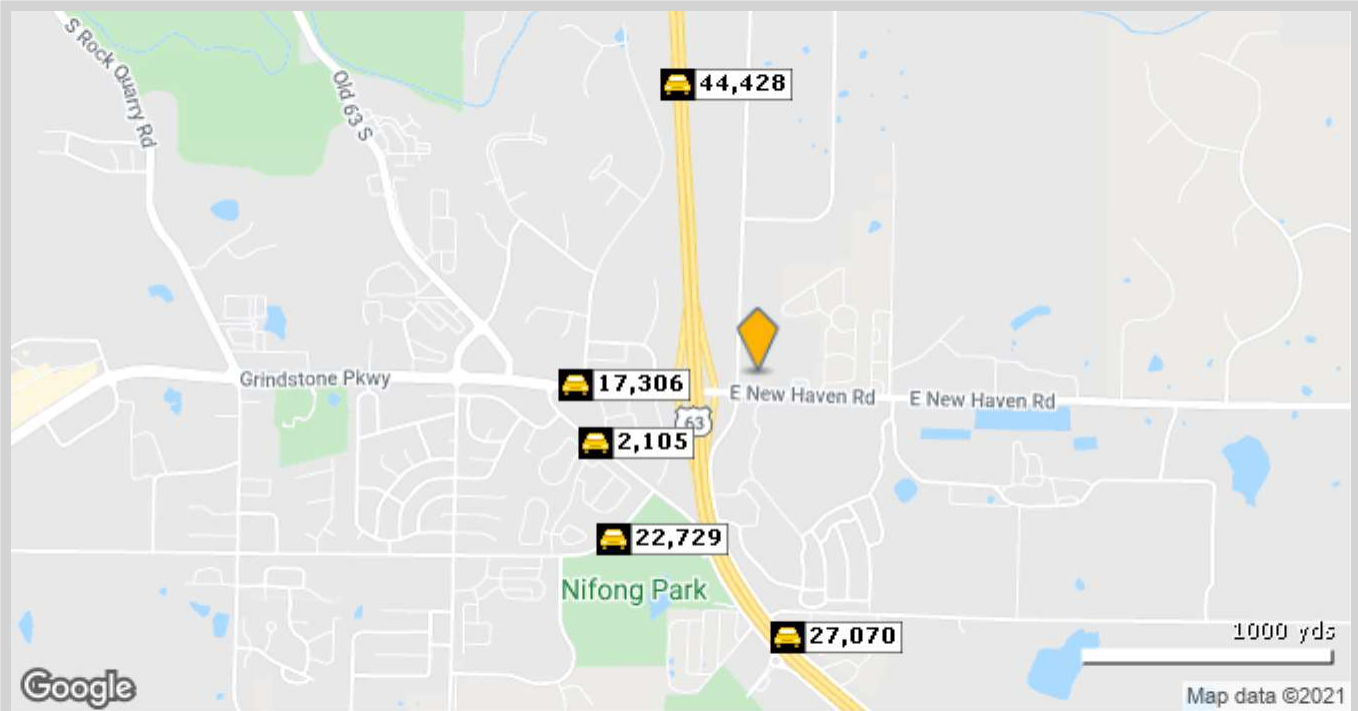 S Rock Quarry Rd
Old 63 S
44,428
Grindstone Pkwy
17,306
E New Haven Rd
E New Haven Rd
63
2,105
22,729
Nifong Park
27,070
1000 yds
Google
Map data ©2021